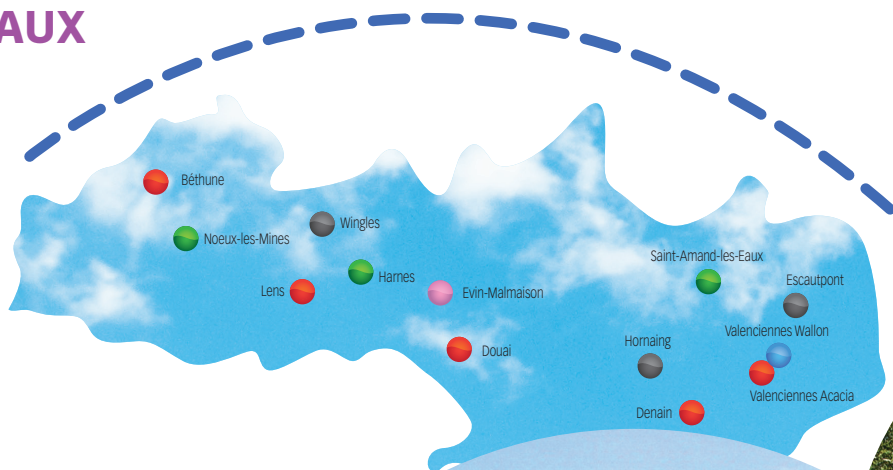 AUX
Béthune
Noeux-les-Mines
Wingles
Harnes
Lens
Evin-Malmaison
Douai
Saint-Amand-les-Eaux
Escautpont
Valenciennes Wallon
Hornaing
Valenciennes Acacia
Denain